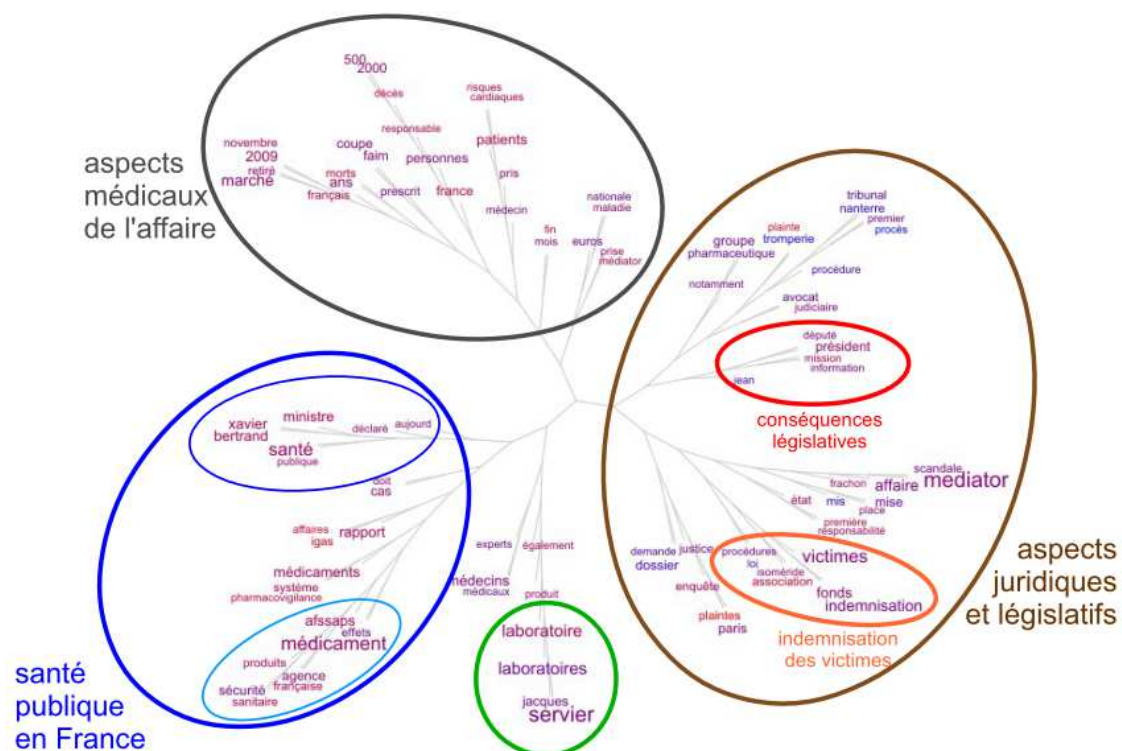 500
2000
décès
risques
cardiaques
responsable
patients
novembre
2009
retiré
marché
coupe
faim
personnes
morts
ans
français
prescrit
france
pris
médecin
nationale
maladie
fin
mois
euros
prise
médiator
aspects
médicaux
de l'affaire
tribunal
nanterre
premier
procès
plainte
tromperie
groupe
pharmaceutique
procédure
notamment
avocat
judiciaire
député
président
mission
information
jean
conséquences
législatives
scandale
mediator
frachon
affaire
mise
mis
place
état
première
responsabilité
demande
justice
dossier
procédures
loi
victimes
isoméride
association
enquête
fonds
indemnisation
plaintes
paris
indemnisation
des victimes
aspects
juridiques
et législatifs
xavier
bertrand
ministre
déclaré
aujourd
santé
publique
doit
cas
affaires
igas
rapport
médicaments
système
pharmacovigilance
afssaps
effets
médicament
produits
agence
française
sécurité
sanitaire
santé
publique
en France
experts
également
médecins
médicaux
produit
laboratoire
laboratoires
jacques
servier